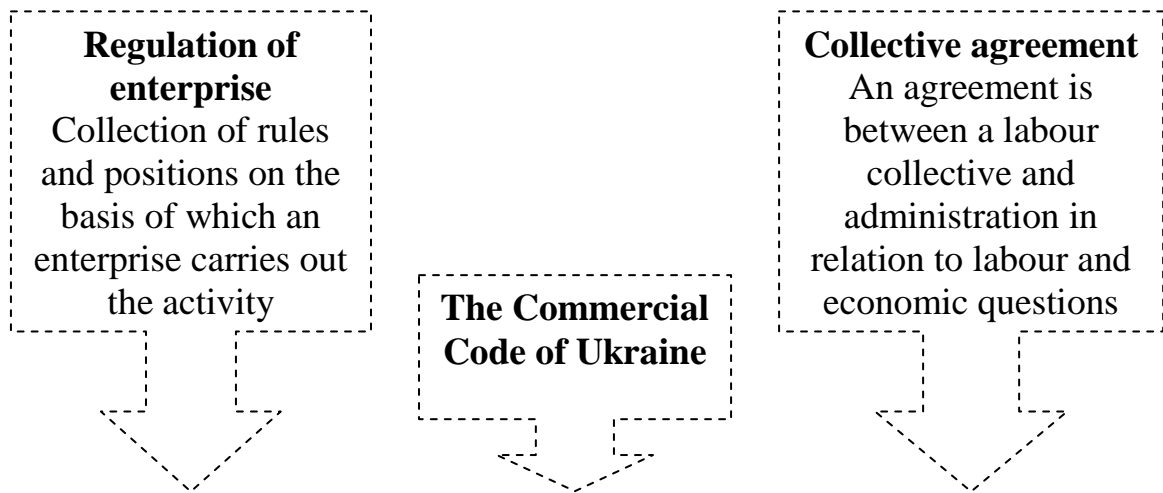 Regulation of
enterprise
Collection of rules
and positions on the
basis of which an
enterprise carries out
the activity
The Commercial
Code of Ukraine
Collective agreement
An agreement is
between a labour
collective and
administration in
relation to labour and
economic questions